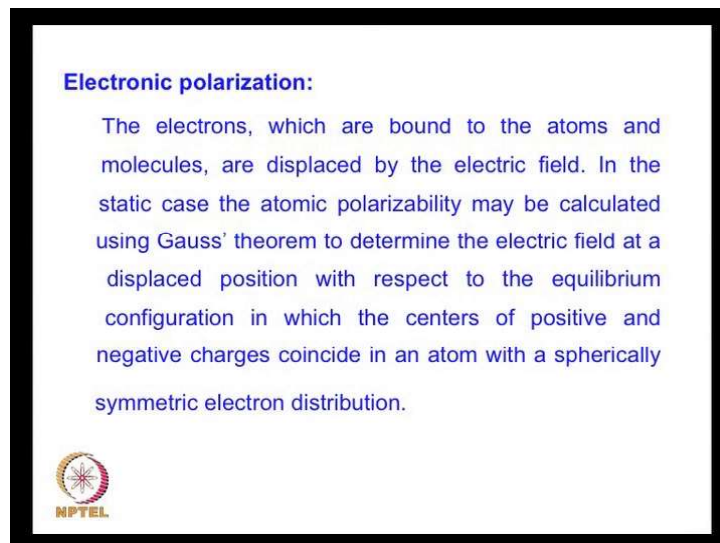 Electronic polarization:
The electrons, which are bound to the atoms and
molecules, are displaced by the electric field. In the
static case the atomic polarizability may be calculated
using Gauss’ theorem to determine the electric field at a
displaced position with respect to the equilibrium
configuration in which the centers of positive and
negative charges coincide in an atom with a spherically
symmetric electron distribution.
NPTEL